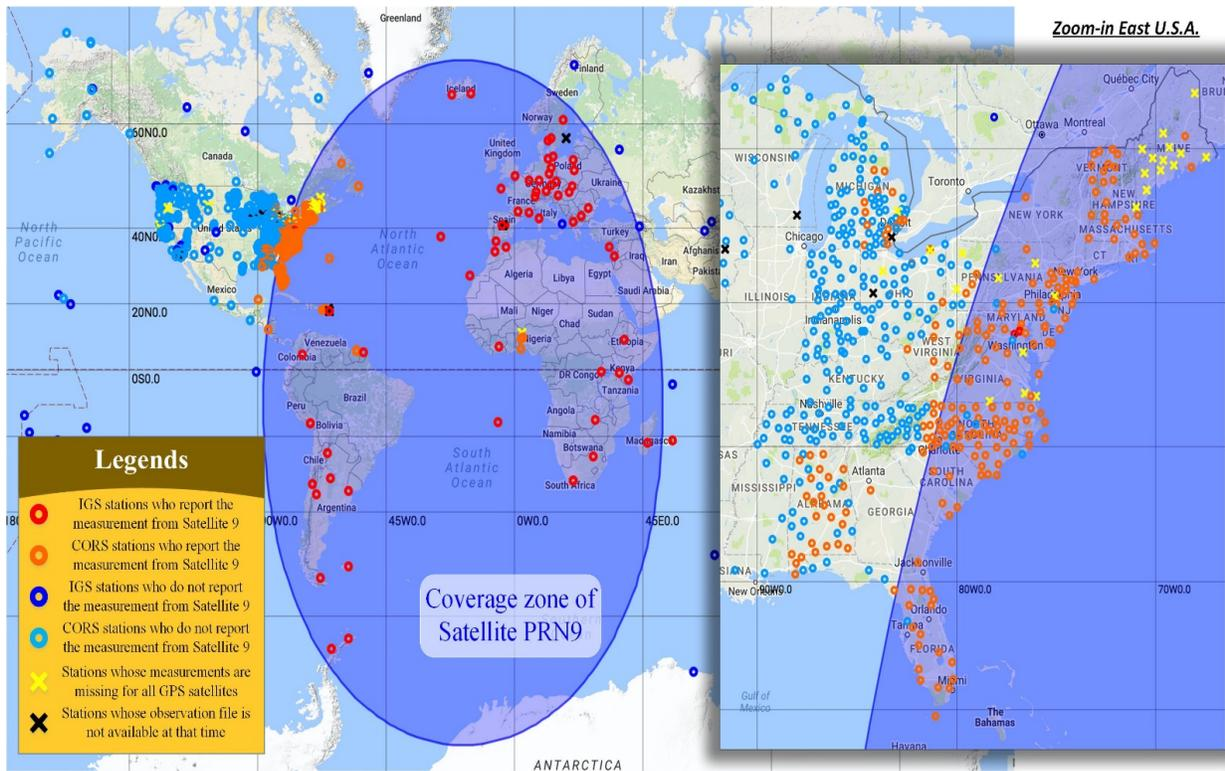 Greenland
Zoom-in East U.S.A.
Iceland
Finland
Sweden
Norway
60N0.0
Canada
United Kingdom
Poland
Ukraine
Kazakhst
France
Italy
Spain
Turkey
North
Pacific
Ocean
40N0.0
North
Atlantic
Ocean
Iraq
Iran
Afghanis
Pakist
Algeria
Libya
Egypt
Saudi Arabia
Mexico
20N0.0
Mali
Niger
Sudan
Chad
Nigeria
Ethiopia
Venezuela
Colombia
0S0.0
DR Congo
Kenya
Tanzania
Peru
Brazil
Angola
Bolivia
Namibia
Botswana
Madagasc
South
Atlantic
Ocean
Chile
South Africa
Argentina
45W0.0
0W0.0
45E0.0
Coverage zone of
Satellite PRN9
ANTARCTICA
Legends
IGS stations who report the
measurement from Satellite 9
CORS stations who report the
measurement from Satellite 9
IGS stations who do not report
the measurement from Satellite 9
CORS stations who do not report
the measurement from Satellite 9
Stations whose measurements are
missing for all GPS satellites
Stations whose observation file is
not available at that time
Québec City
Ottawa
Montreal
MAINE
WISCONSIN
VERMONT
Toronto
MICHIGAN
NEW
HAMPSHIRE
NEW YORK
MASSACHUSETTS
Detroit
Chicago
CT
RI
PENNSYLVANIA
New York
ILLINOIS
INDIANA
OHIO
Philadelphia
NJ
Indianapolis
MARYLAND
DE
Washington
WEST
VIRGINIA
KENTUCKY
VIRGINIA
Nashville
TENNESSEE
NORTH
CAROLINA
Charlotte
Atlanta
SOUTH
CAROLINA
MISSISSIPPI
ALABAMA
GEORGIA
Jacksonville
New Orleans
90W0.0
80W0.0
70W0.0
Orlando
Tampa
FLORIDA
Miami
Gulf of
Mexico
The
Bahamas
Havana